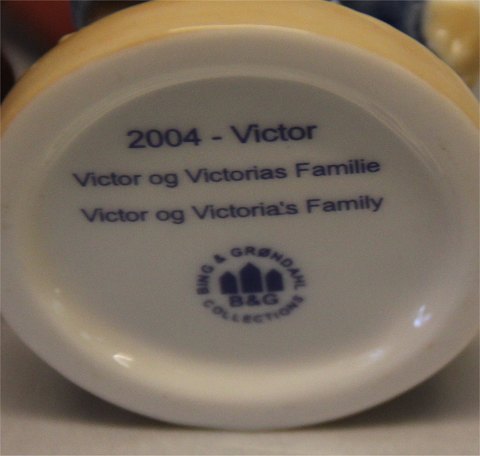 2004 - Victor
Victor og Victorias Familie
Victor og Victoria's Family
BING & GRØNDAHL
B&G
COLLECTIONS